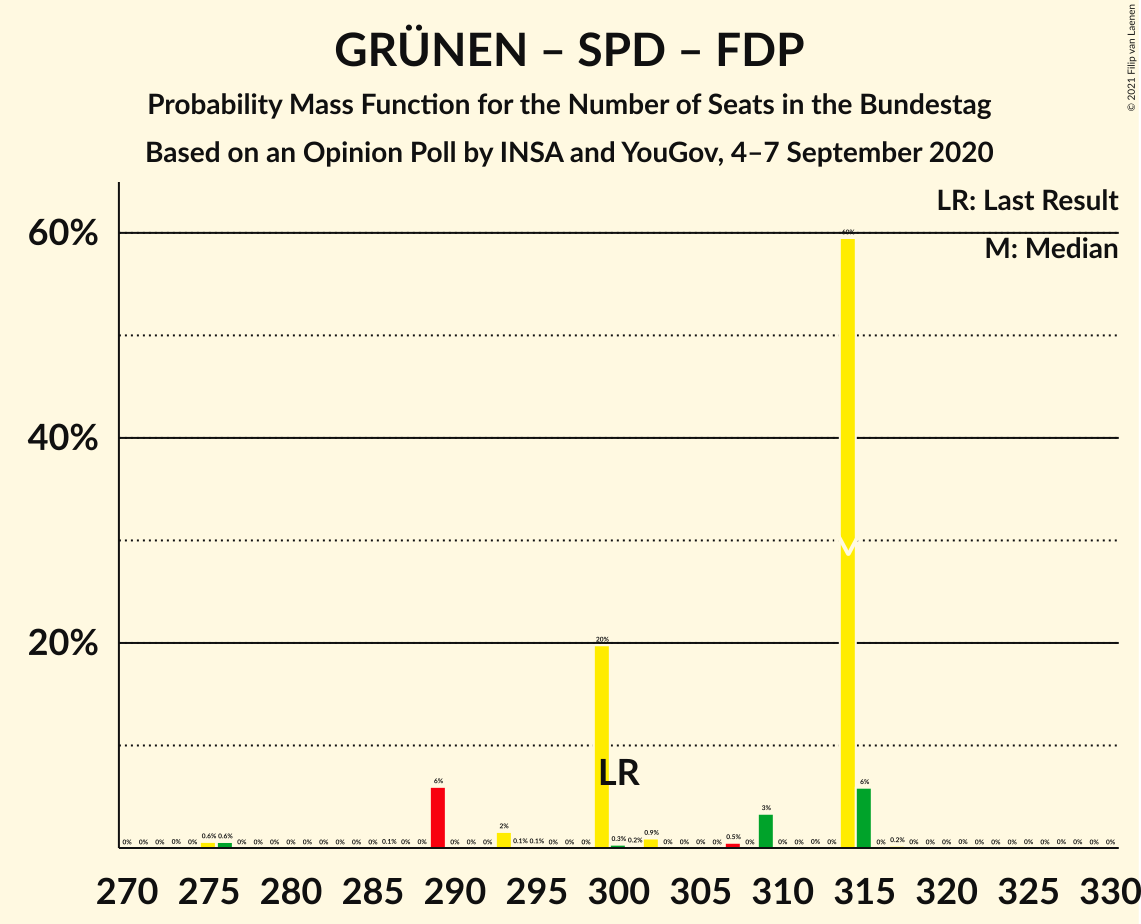 GRÜNEN – SPD – FDP
Probability Mass Function for the Number of Seats in the Bundestag
Based on an Opinion Poll by INSA and YouGov, 4–7 September 2020
© 2021 Filip van Laenen
LR: Last Result
M: Median
60%
40%
20%
60%
20%
LR
6%
6%
3%
2%
0% 0% 0% 0% 0% 0.6% 0.6% 0% 0% 0% 0% 0% 0% 0% 0% 0% 0.1% 0% 0% 0% 0% 0% 0.1% 0.1% 0% 0% 0% 0.3% 0.2% 0.9% 0% 0% 0% 0% 0.5% 0% 0% 0% 0% 0% 0% 0.2% 0% 0% 0% 0% 0% 0% 0% 0% 0% 0% 0% 0% 0%
270 275 280 285 290 295 300 305 310 315 320 325 330